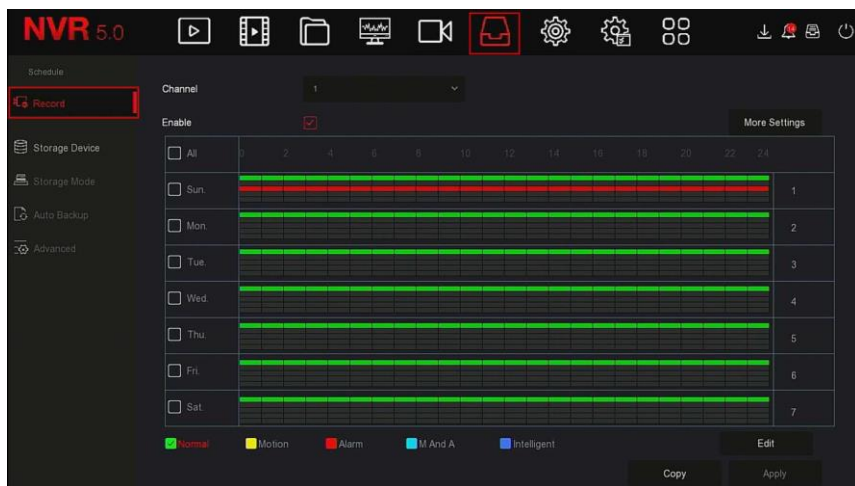 NVR 5.0
Schedule
Record
Storage Device
Storage Mode
Auto Backup
Advanced
Channel 1
Enable
More Settings
All 0 2 4 6 8 10 12 14 16 18 20 22 24
Sun. 1
Mon. 2
Tue. 3
Wed. 4
Thu. 5
Fri. 6
Sat. 7
Normal Motion Alarm M And A Intelligent Edit
Copy Apply